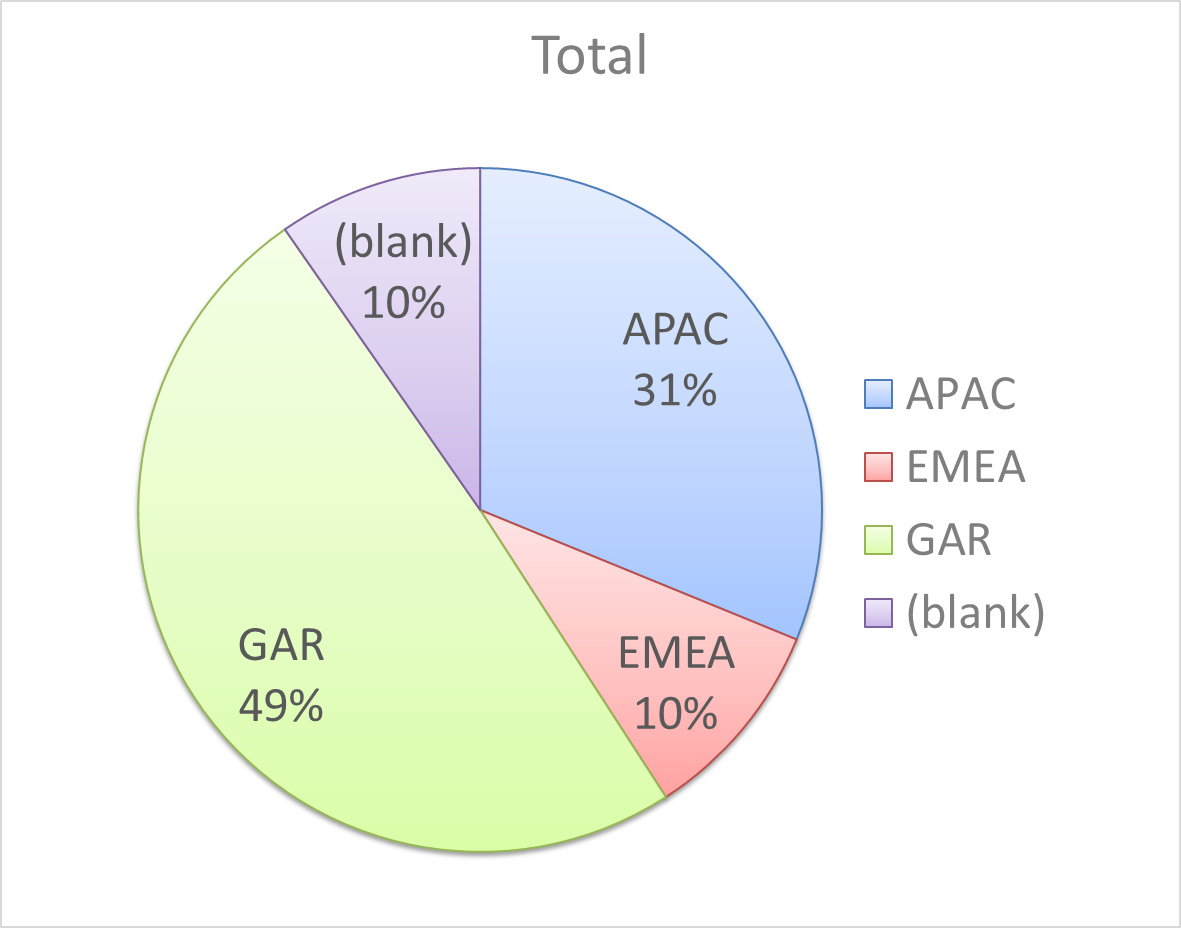 Total
(blank)
10%
APAC
31%
GAR
49%
EMEA
10%
APAC
EMEA
GAR
(blank)